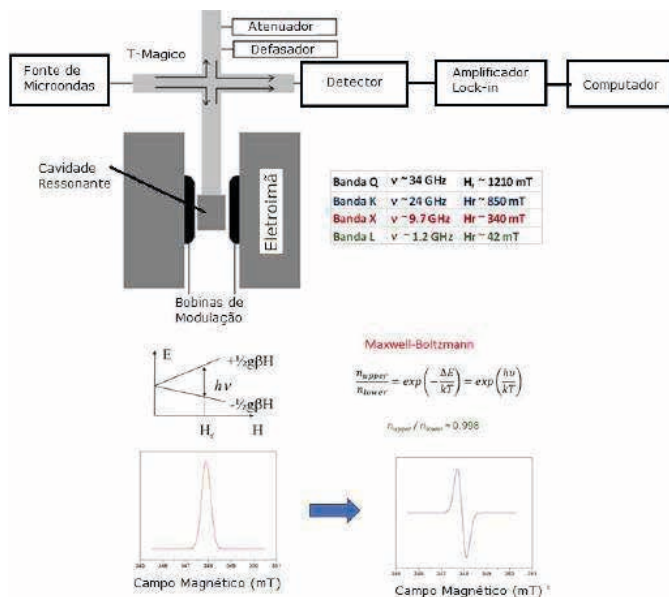 Atenuador
T-Magico
Defasador
Fonte de Microondas
Detector
Amplificador Lock-in
Computador
Cavidade Ressonante
Eletroimã
Bobinas de Modulação
Banda Q ν ~ 34 GHz Hr ~ 1210 mT
Banda K ν ~ 24 GHz Hr ~ 850 mT
Banda X ν ~ 9.7 GHz Hr ~ 340 mT
Banda L ν ~ 1.2 GHz Hr ~ 42 mT
E
+½gβH
hν
-½gβH
Hr
H
Maxwell-Boltzmann
n_upper / n_lower = exp(−ΔE/kT) = exp(hυ/kT)
n_upper / n_lower = 0.998
Campo Magnético (mT)
Campo Magnético (mT)